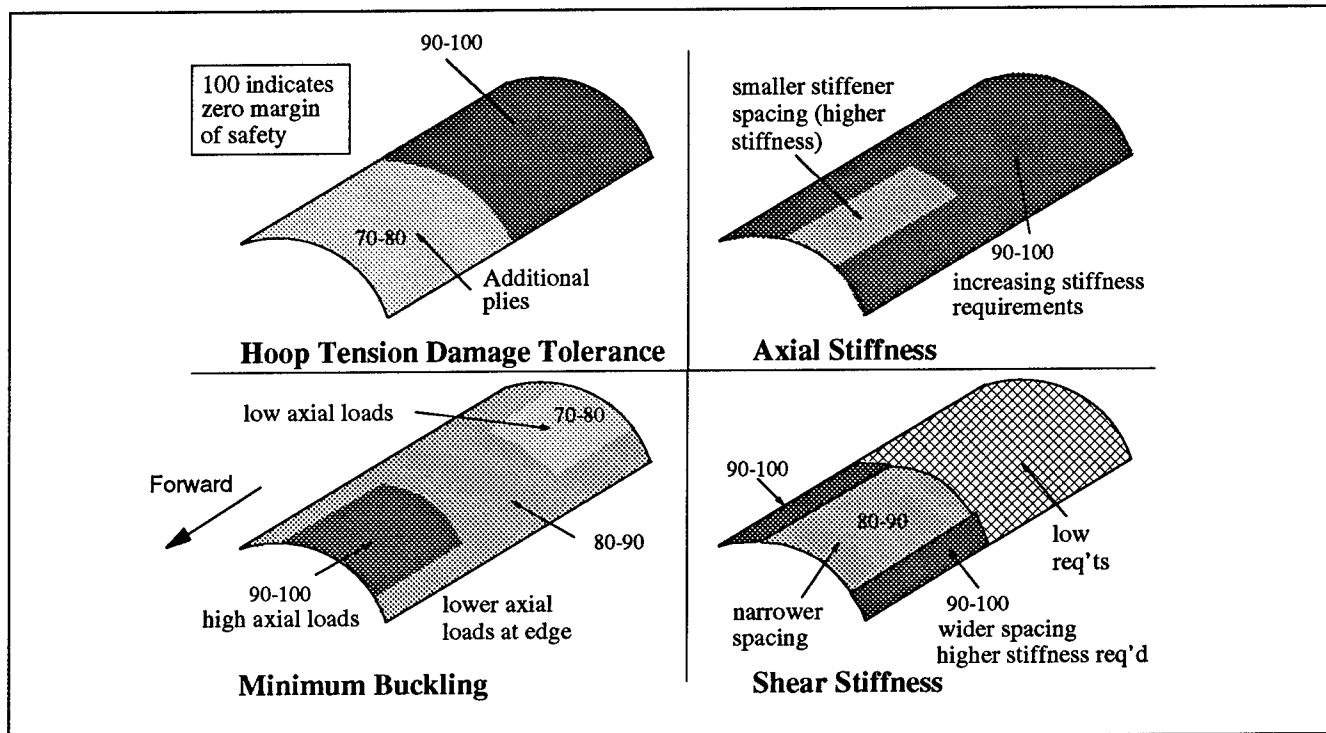 100 indicates
zero margin
of safety
90-100
70-80
Additional
plies
Hoop Tension Damage Tolerance
smaller stiffener
spacing (higher
stiffness)
90-100
increasing stiffness
requirements
Axial Stiffness
low axial loads
70-80
Forward
80-90
90-100
high axial loads
lower axial
loads at edge
Minimum Buckling
90-100
80-90
low
req'ts
narrower
spacing
90-100
wider spacing
higher stiffness req'd
Shear Stiffness